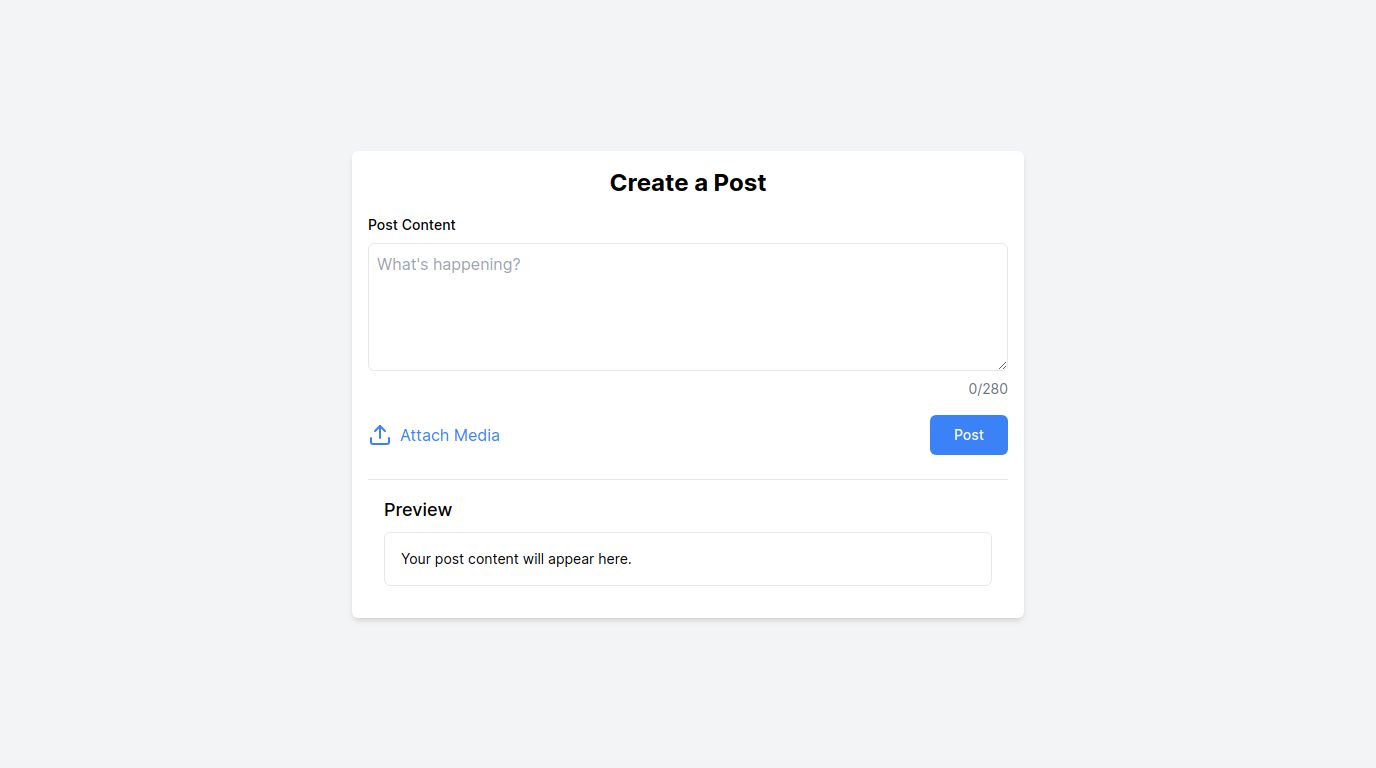 Create a Post
Post Content
What's happening?
0/280
Attach Media
Post
Preview
Your post content will appear here.